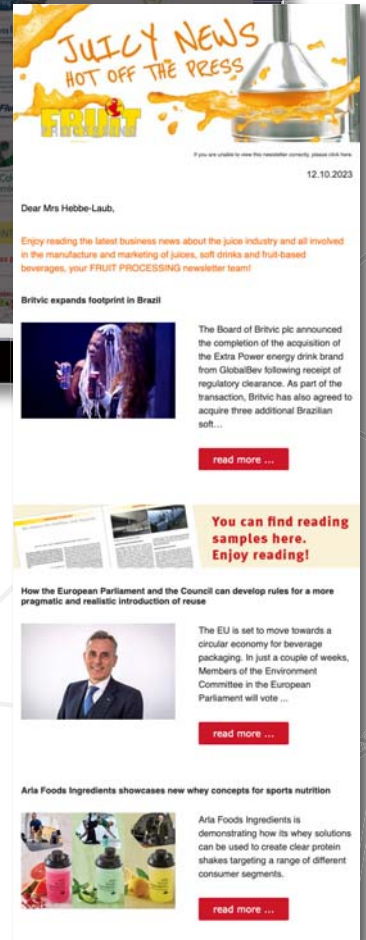 JUICY NEWS
HOT OFF THE PRESS
FRUIT
If you are unable to view this newsletter correctly, please click here.
12.10.2023
Dear Mrs Hebbe-Laub,
Enjoy reading the latest business news about the juice industry and all involved
in the manufacture and marketing of juices, soft drinks and fruit-based
beverages, your FRUIT PROCESSING newsletter team!
Britvic expands footprint in Brazil
The Board of Britvic plc announced
the completion of the acquisition of
the Extra Power energy drink brand
from GlobalBev following receipt of
regulatory clearance. As part of the
transaction, Britvic has also agreed to
acquire three additional Brazilian
soft…
read more ...
You can find reading
samples here.
Enjoy reading!
How the European Parliament and the Council can develop rules for a more
pragmatic and realistic introduction of reuse
The EU is set to move towards a
circular economy for beverage
packaging. In just a couple of weeks,
Members of the Environment
Committee in the European
Parliament will vote ...
read more ...
Arla Foods Ingredients showcases new whey concepts for sports nutrition
Arla Foods Ingredients is
demonstrating how its whey solutions
can be used to create clear protein
shakes targeting a range of different
consumer segments.
read more ...